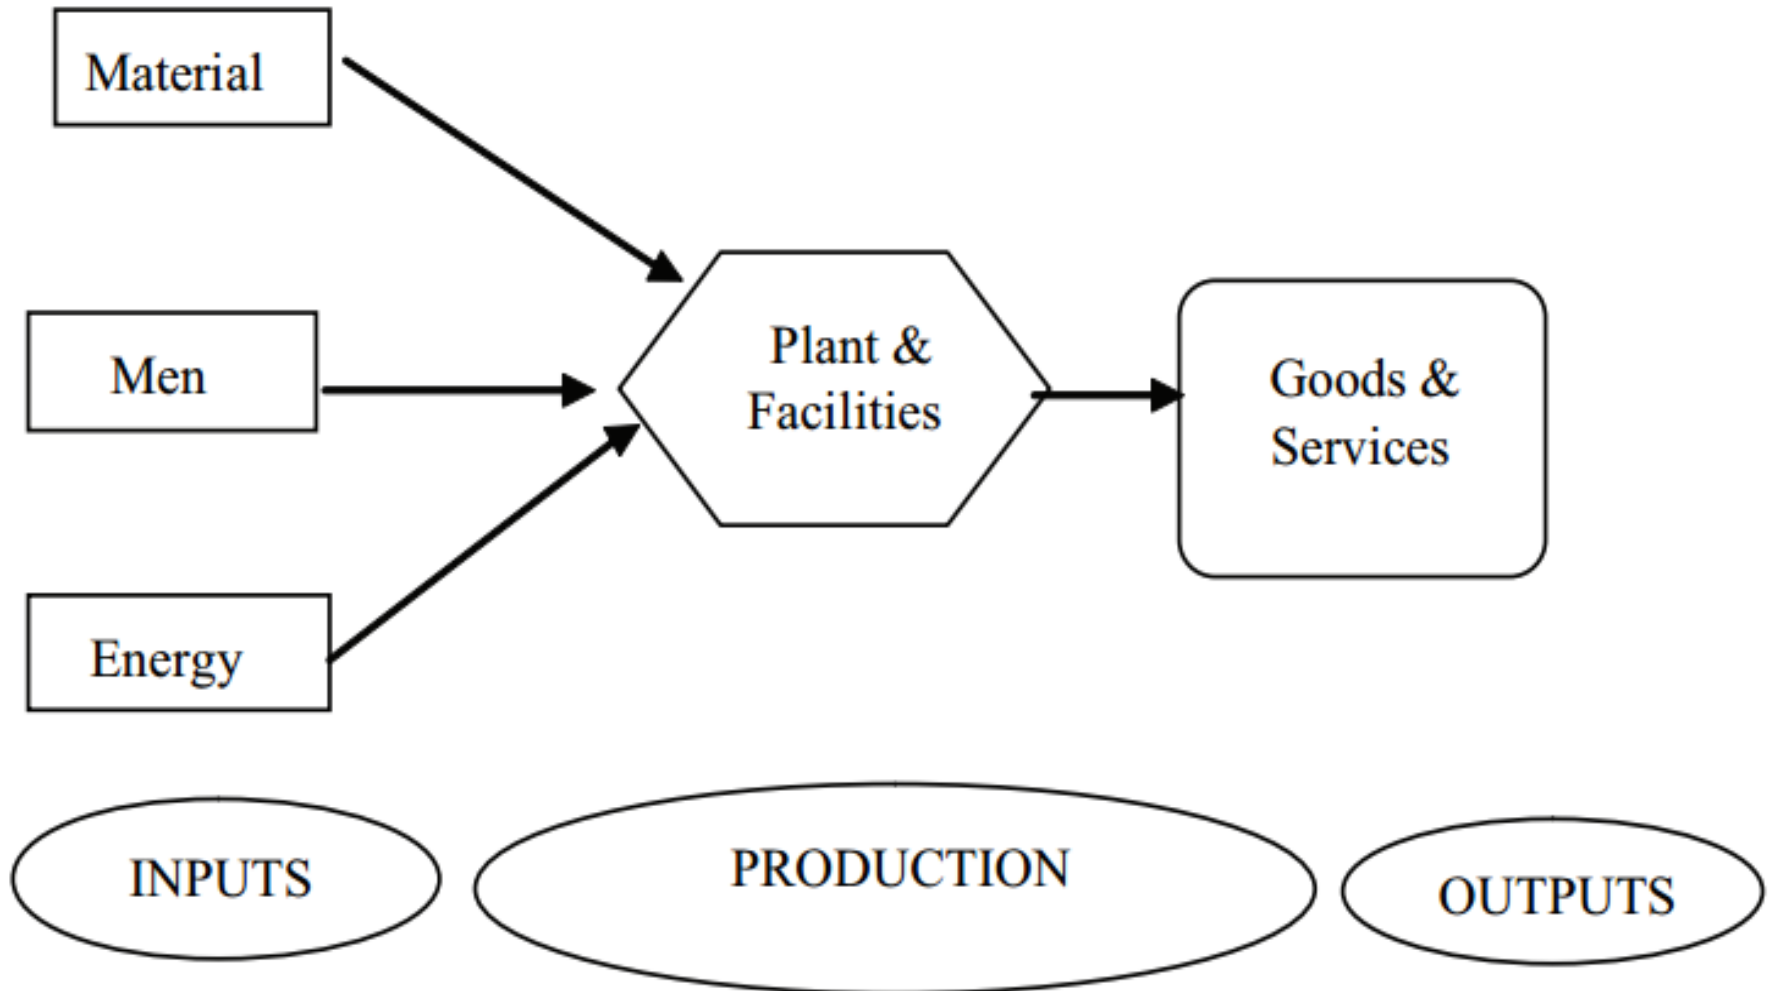 Material
Men
Energy
Plant &
Facilities
Goods &
Services
INPUTS
PRODUCTION
OUTPUTS